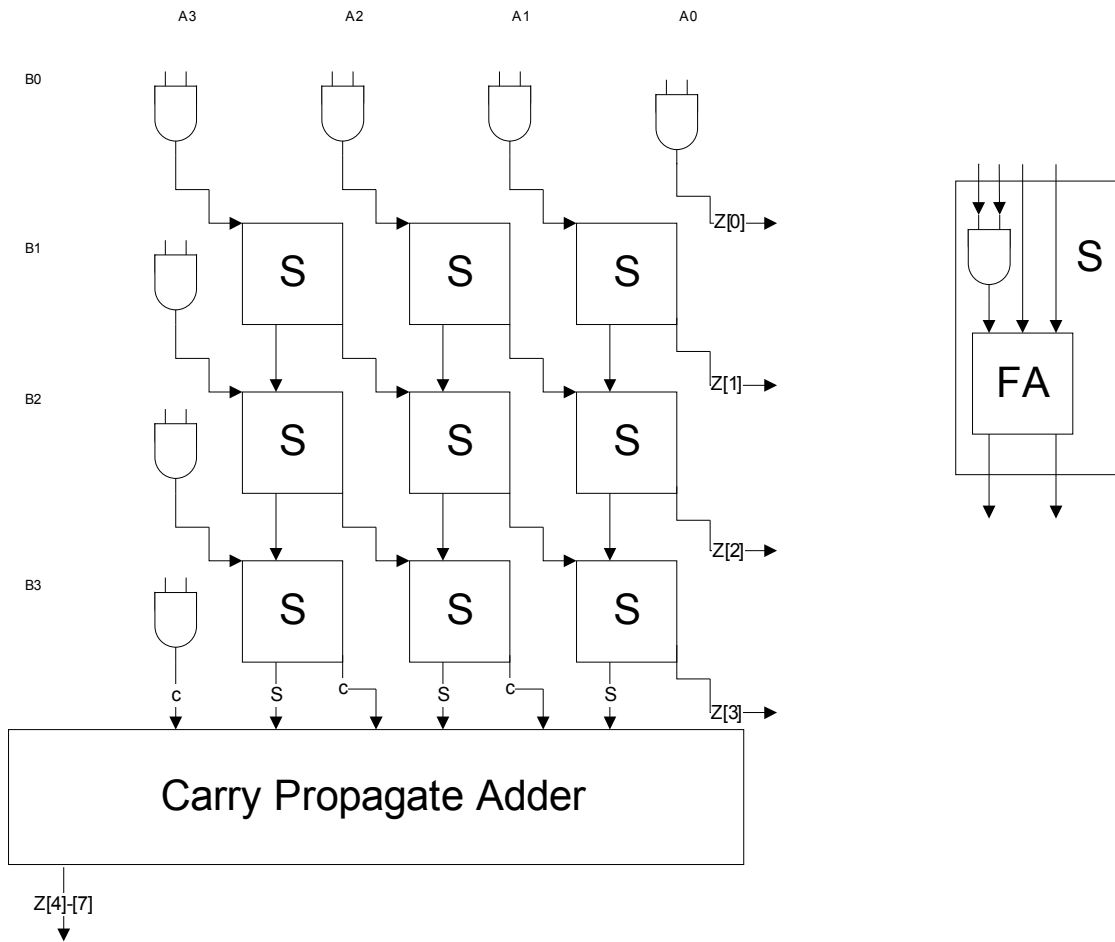 A3 A2 A1 A0
B0
Z[0]
B1
S S S
S
Z[1]
FA
B2
S S S
Z[2]
B3
S S S
c S c S c S
Z[3]
Carry Propagate Adder
Z[4]-[7]